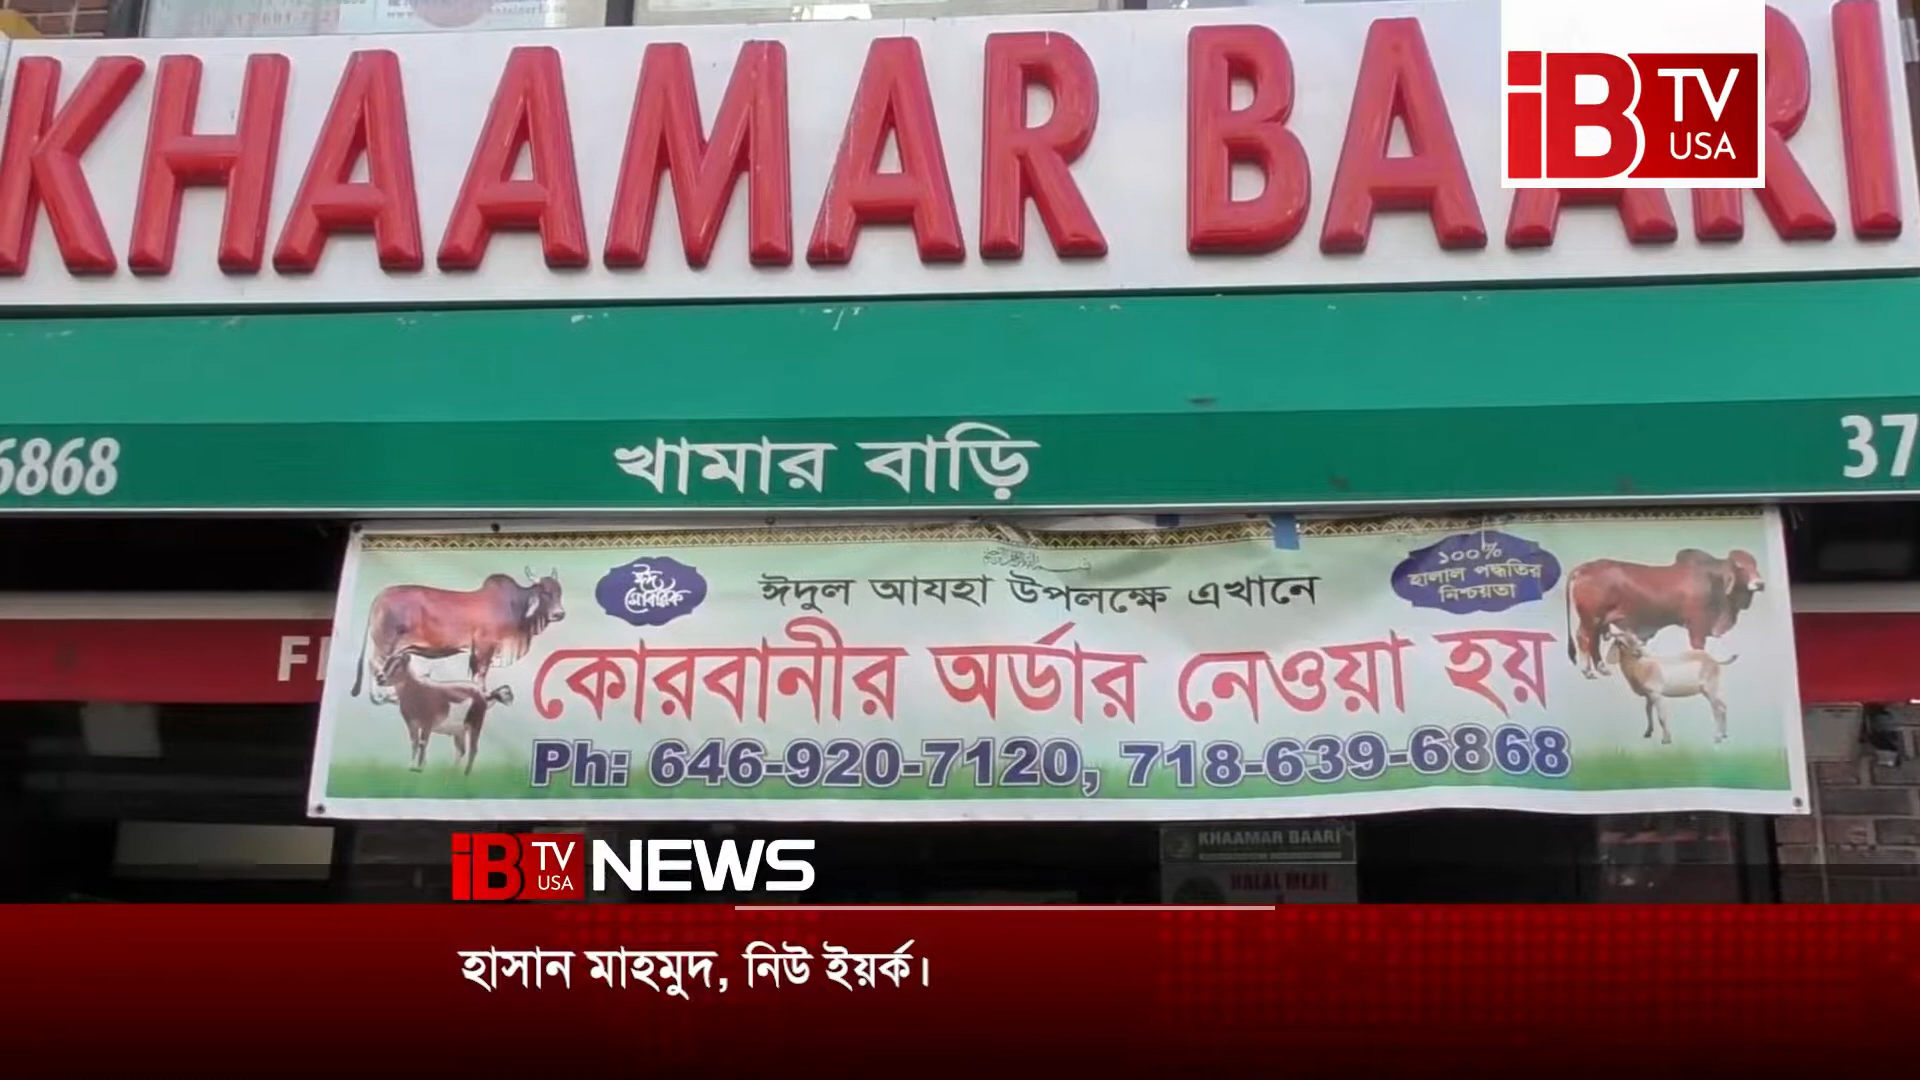 KHAAMAR BAARI
iB TV USA
6868
খামার বাড়ি
37
ঈদ মোবারক
ঈদুল আযহা উপলক্ষে এখানে
১০০%
হালাল পদ্ধতির
নিশ্চয়তা
কোরবানীর অর্ডার নেওয়া হয়
Ph: 646-920-7120, 718-639-6868
KHAAMAR BAARI
HALAL MEAT
iB TV USA NEWS
হাসান মাহমুদ, নিউ ইয়র্ক।